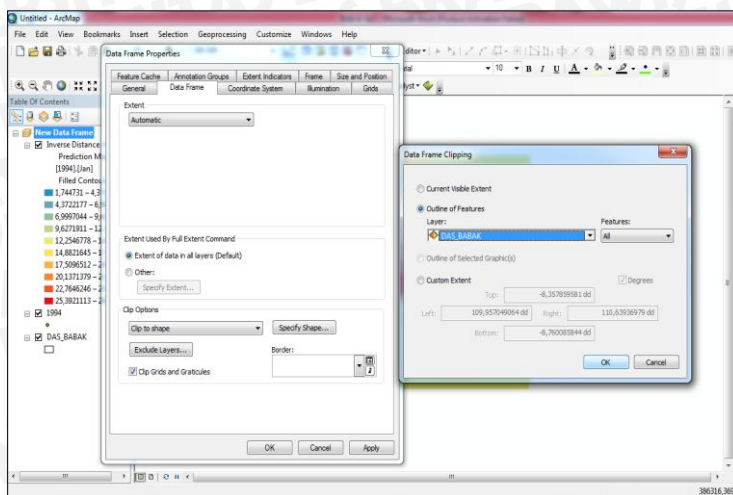 Untitled - ArcMap
File Edit View Bookmarks Insert Selection Geoprocessing Customize Windows Help
Editor
10 B I U A
Table Of Contents
New Data Frame
Inverse Distance
Prediction M
[1994].[Jan]
Filled Contou
1,744731 – 4,3
4,3722177 – 6,9
6,9997044 – 9,6
9,6271911 – 12
12,2546778 – 1
14,8821645 – 1
17,5096512 – 2
20,1371379 – 2
22,7646246 – 2
25,3921113 – 2
1994
DAS_BABAK
Data Frame Properties
Feature Cache Annotation Groups Extent Indicators Frame Size and Position
General Data Frame Coordinate System Illumination Grids
Extent
Automatic
Extent Used By Full Extent Command
Extent of data in all layers (Default)
Other:
Specify Extent...
Clip Options
Clip to shape Specify Shape...
Exclude Layers... Border:
Clip Grids and Graticules
OK Cancel Apply
Data Frame Clipping
Current Visible Extent
Outline of Features
Layer: Features:
DAS_BABAK All
Outline of Selected Graphic(s)
Custom Extent Degrees
Top: -8,357859581 dd
Left: 109,957049064 dd Right: 110,63936979 dd
Bottom: -8,760085844 dd
OK Cancel